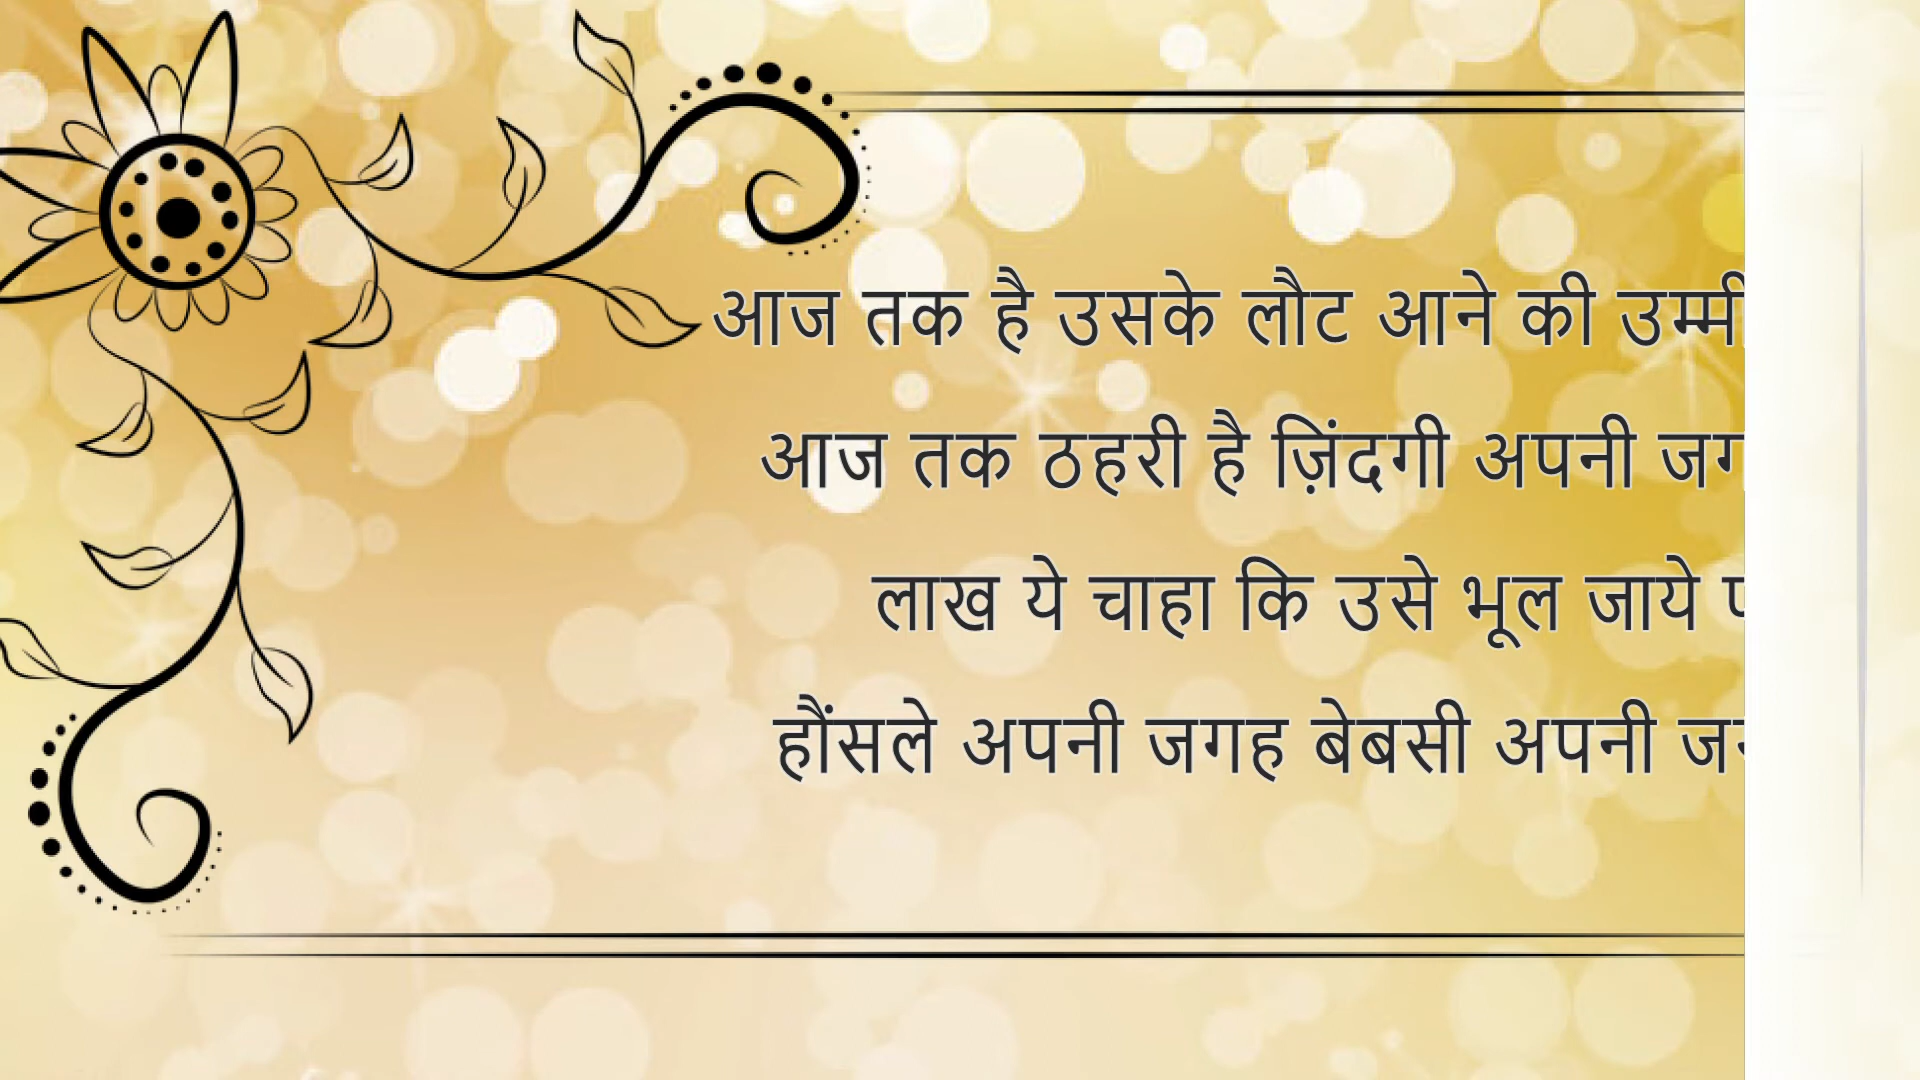 आज तक है उसके लौट आने की
आज तक ठहरी है ज़िंदगी अपनी
लाख ये चाहा कि उसे भूल जाये
हौंसले अपनी जगह बेबसी अपनी